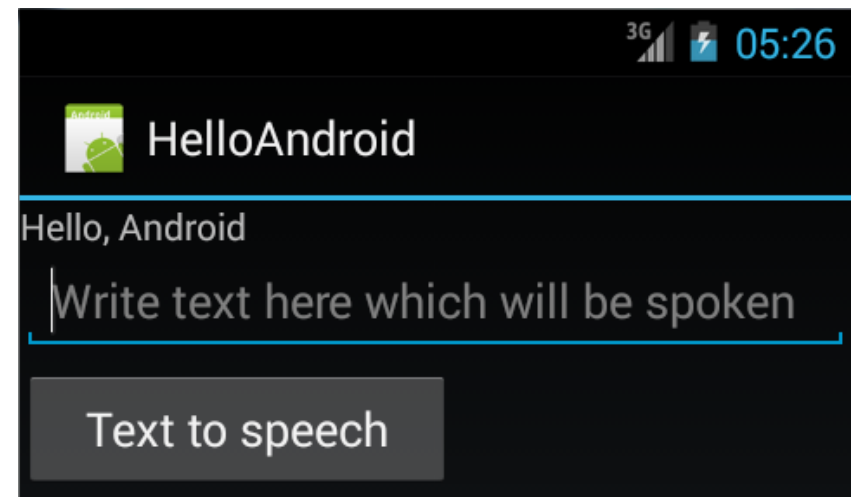 3G 05:26
Android
HelloAndroid
Hello, Android
Write text here which will be spoken
Text to speech